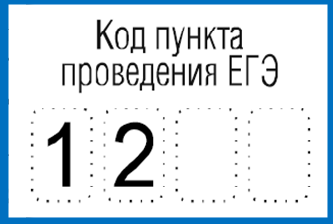 Код пункта
проведения ЕГЭ
1 2